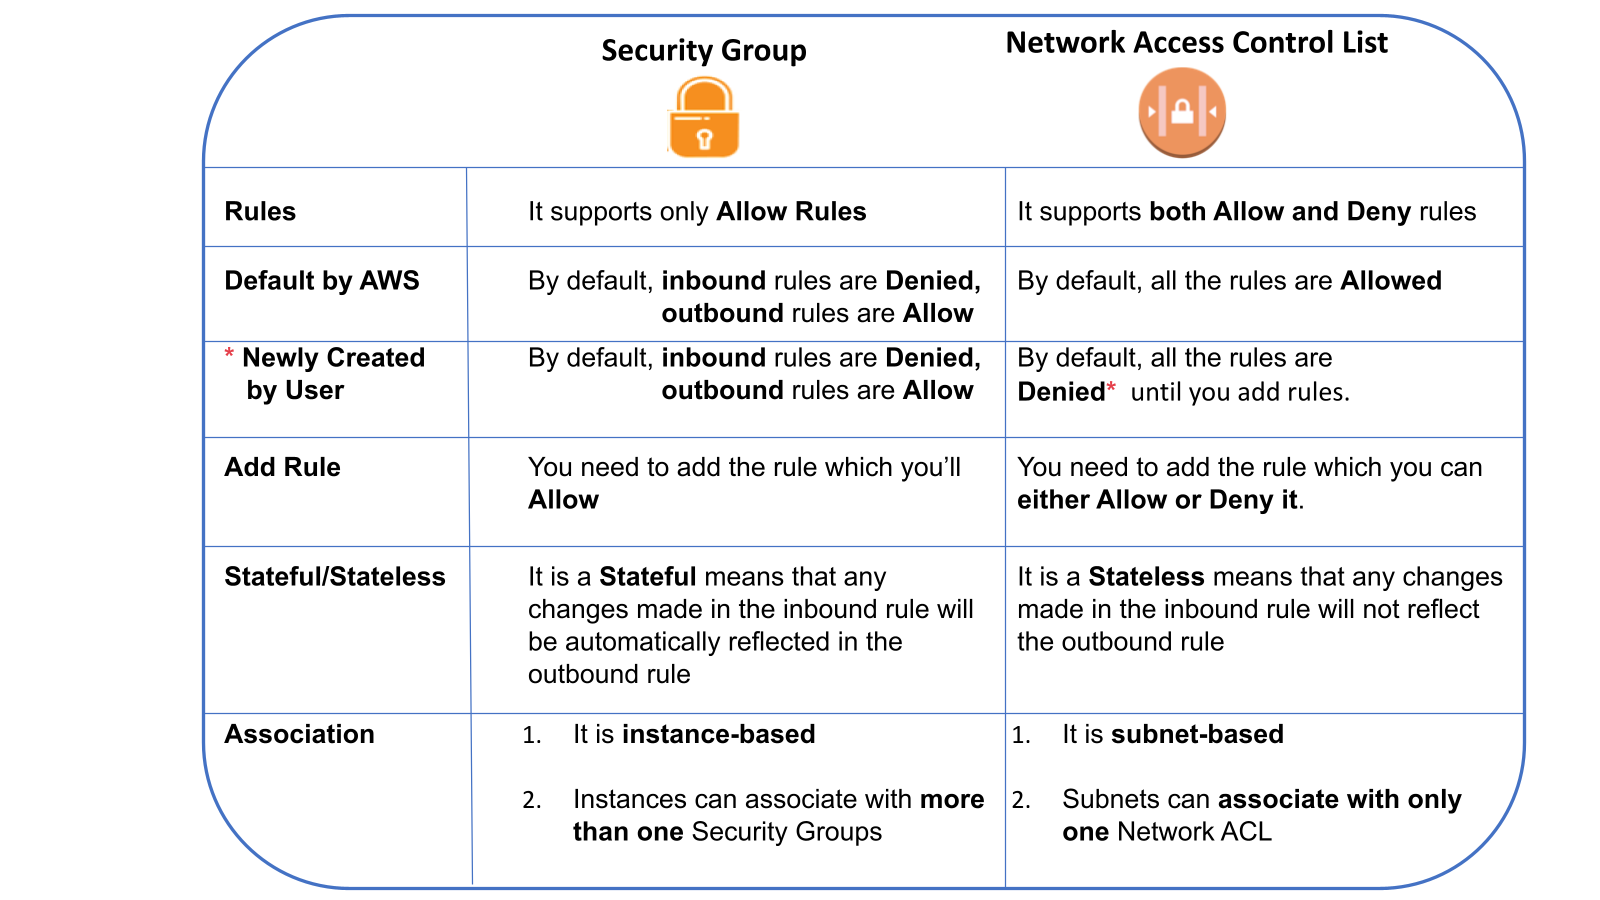 Security Group
Network Access Control List
Rules
It supports only Allow Rules
It supports both Allow and Deny rules
Default by AWS
By default, inbound rules are Denied,
outbound rules are Allow
By default, all the rules are Allowed
* Newly Created
by User
By default, inbound rules are Denied,
outbound rules are Allow
By default, all the rules are
Denied* until you add rules.
Add Rule
You need to add the rule which you’ll
Allow
You need to add the rule which you can
either Allow or Deny it.
Stateful/Stateless
It is a Stateful means that any
changes made in the inbound rule will
be automatically reflected in the
outbound rule
It is a Stateless means that any changes
made in the inbound rule will not reflect
the outbound rule
Association
1. It is instance-based
2. Instances can associate with more
than one Security Groups
1. It is subnet-based
2. Subnets can associate with only
one Network ACL